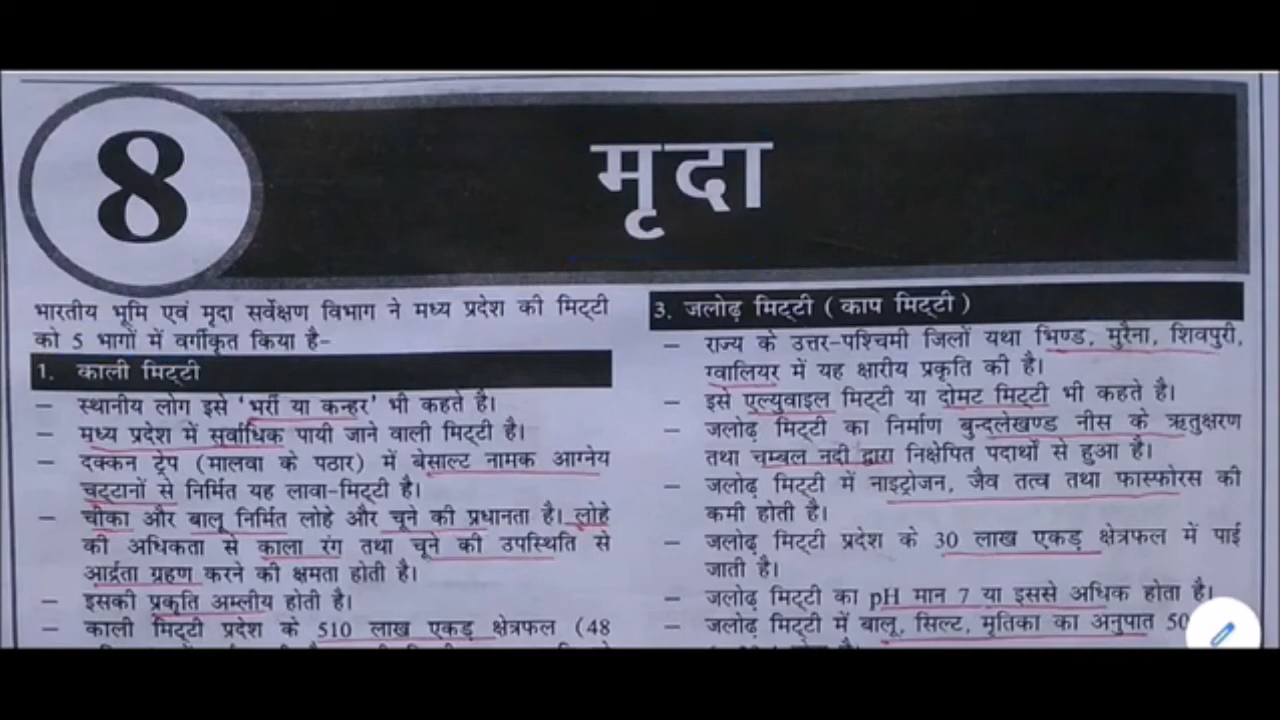 8
मृदा
भारतीय भूमि एवं मृदा सर्वेक्षण विभाग ने मध्य प्रदेश की मिट्टी
को 5 भागों में वर्गीकृत किया है-
1. काली मिट्टी
– स्थानीय लोग इसे 'भर्री या कन्हर' भी कहते है।
– मध्य प्रदेश में सर्वाधिक पायी जाने वाली मिट्टी है।
– दक्कन ट्रेप (मालवा के पठार) में बेसाल्ट नामक आग्नेय
चट्टानों से निर्मित यह लावा-मिट्टी है।
– चीका और बालू निर्मित लोहे और चूने की प्रधानता है। लोहे
की अधिकता से काला रंग तथा चूने की उपस्थिति से
आर्द्रता ग्रहण करने की क्षमता होती है।
– इसकी प्रकृति अम्लीय होती है।
– काली मिट्टी प्रदेश के 510 लाख एकड़ क्षेत्रफल (48
3. जलोढ़ मिट्टी (काप मिट्टी)
– राज्य के उत्तर-पश्चिमी जिलों यथा भिण्ड, मुरैना, शिवपुरी,
ग्वालियर में यह क्षारीय प्रकृति की है।
– इसे एल्युवाइल मिट्टी या दोमट मिट्टी भी कहते है।
– जलोढ़ मिट्टी का निर्माण बुन्दलेखण्ड नीस के ऋतुक्षरण
तथा चम्बल नदी द्वारा निक्षेपित पदार्थो से हुआ है।
– जलोढ़ मिट्टी में नाइट्रोजन, जैव तत्व तथा फास्फोरस की
कमी होती है।
– जलोढ़ मिट्टी प्रदेश के 30 लाख एकड़ क्षेत्रफल में पाई
जाती है।
– जलोढ़ मिट्टी का pH मान 7 या इससे अधिक होता है।
– जलोढ़ मिट्टी में बालू, सिल्ट, मृतिका का अनुपात 50